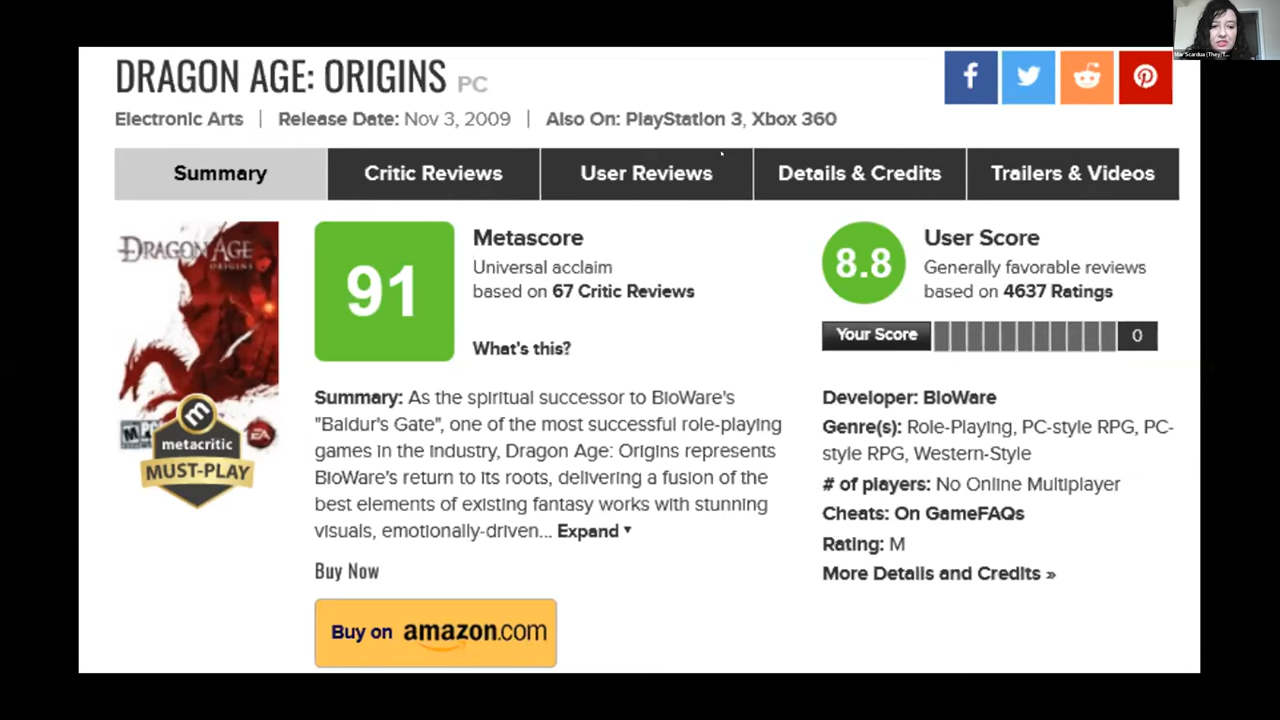 DRAGON AGE: ORIGINS PC
Electronic Arts | Release Date: Nov 3, 2009 | Also On: PlayStation 3, Xbox 360
Summary
Critic Reviews
User Reviews
Details & Credits
Trailers & Videos
DRAGON AGE
ORIGINS
m
metacritic
MUST-PLAY
EA
91
Metascore
Universal acclaim
based on 67 Critic Reviews
What's this?
Summary: As the spiritual successor to BioWare's
"Baldur's Gate", one of the most successful role-playing
games in the industry, Dragon Age: Origins represents
BioWare's return to its roots, delivering a fusion of the
best elements of existing fantasy works with stunning
visuals, emotionally-driven... Expand
Buy Now
Buy on amazon.com
8.8
User Score
Generally favorable reviews
based on 4637 Ratings
Your Score
0
Developer: BioWare
Genre(s): Role-Playing, PC-style RPG, PC-
style RPG, Western-Style
# of players: No Online Multiplayer
Cheats: On GameFAQs
Rating: M
More Details and Credits »